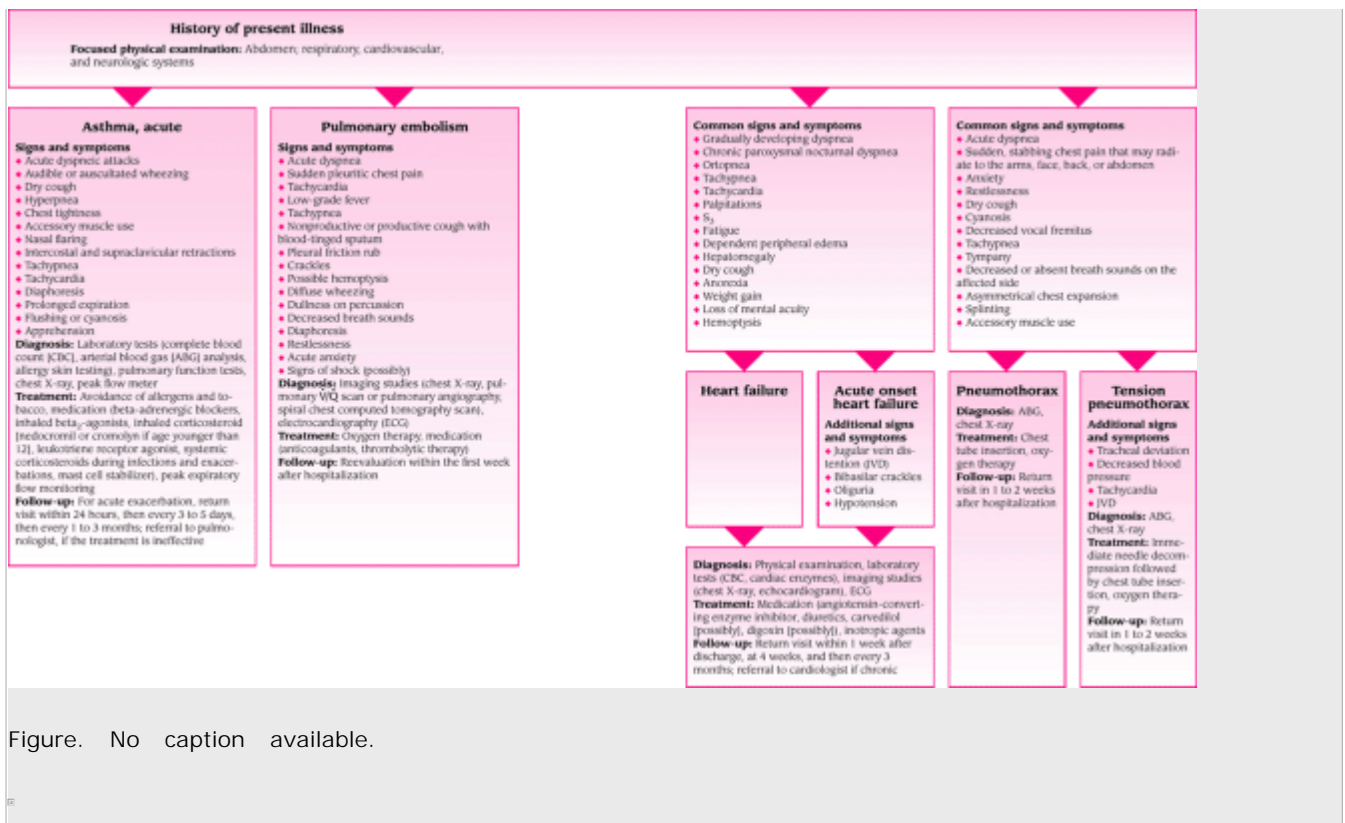 History of present illness
Focused physical examination: Abdomen; respiratory, cardiovascular,
and neurologic systems
Asthma, acute
Signs and symptoms
◆ Acute dyspneic attacks
◆ Audible or auscultated wheezing
◆ Dry cough
◆ Hyperpnea
◆ Chest tightness
◆ Accessory muscle use
◆ Nasal flaring
◆ Intercostal and supraclavicular retractions
◆ Tachypnea
◆ Tachycardia
◆ Diaphoresis
◆ Prolonged expiration
◆ Flushing or cyanosis
◆ Apprehension
Diagnosis: Laboratory tests (complete blood
count [CBC], arterial blood gas [ABG] analysis,
allergy skin testing), pulmonary function tests,
chest X-ray, peak flow meter
Treatment: Avoidance of allergens and to-
bacco, medication (beta-adrenergic blockers,
inhaled beta₂-agonists, inhaled corticosteroid
[nedocromil or cromolyn if age younger than
12], leukotriene receptor agonist, systemic
corticosteroids during infections and exacer-
bations, mast cell stabilizer), peak expiratory
flow monitoring
Follow-up: For acute exacerbation, return
visit within 24 hours, then every 3 to 5 days,
then every 1 to 3 months; referral to pulmo-
nologist, if the treatment is ineffective
Pulmonary embolism
Signs and symptoms
◆ Acute dyspnea
◆ Sudden pleuritic chest pain
◆ Tachycardia
◆ Low-grade fever
◆ Tachypnea
◆ Nonproductive or productive cough with
blood-tinged sputum
◆ Pleural friction rub
◆ Crackles
◆ Possible hemoptysis
◆ Diffuse wheezing
◆ Dullness on percussion
◆ Decreased breath sounds
◆ Diaphoresis
◆ Restlessness
◆ Acute anxiety
◆ Signs of shock (possibly)
Diagnosis: Imaging studies (chest X-ray, pul-
monary V̇/Q̇ scan or pulmonary angiography,
spiral chest computed tomography scan),
electrocardiography (ECG)
Treatment: Oxygen therapy, medication
(anticoagulants, thrombolytic therapy)
Follow-up: Reevaluation within the first week
after hospitalization
Common signs and symptoms
◆ Gradually developing dyspnea
◆ Chronic paroxysmal nocturnal dyspnea
◆ Ortopnea
◆ Tachypnea
◆ Tachycardia
◆ Palpitations
◆ S₃
◆ Fatigue
◆ Dependent peripheral edema
◆ Hepatomegaly
◆ Dry cough
◆ Anorexia
◆ Weight gain
◆ Loss of mental acuity
◆ Hemoptysis
Heart failure
Acute onset
heart failure
Additional signs
and symptoms
◆ Jugular vein dis-
tention (JVD)
◆ Bibasilar crackles
◆ Oliguria
◆ Hypotension
Diagnosis: Physical examination, laboratory
tests (CBC, cardiac enzymes), imaging studies
(chest X-ray, echocardiogram), ECG
Treatment: Medication (angiotensin-convert-
ing enzyme inhibitor, diuretics, carvedilol
[possibly], digoxin [possibly]), inotropic agents
Follow-up: Return visit within 1 week after
discharge, at 4 weeks, and then every 3
months; referral to cardiologist if chronic
Common signs and symptoms
◆ Acute dyspnea
◆ Sudden, stabbing chest pain that may radi-
ate to the arms, face, back, or abdomen
◆ Anxiety
◆ Restlessness
◆ Dry cough
◆ Cyanosis
◆ Decreased vocal fremitus
◆ Tachypnea
◆ Tympany
◆ Decreased or absent breath sounds on the
affected side
◆ Asymmetrical chest expansion
◆ Splinting
◆ Accessory muscle use
Pneumothorax
Diagnosis: ABG,
chest X-ray
Treatment: Chest
tube insertion, oxy-
gen therapy
Follow-up: Return
visit in 1 to 2 weeks
after hospitalization
Tension
pneumothorax
Additional signs
and symptoms
◆ Tracheal deviation
◆ Decreased blood
pressure
◆ Tachycardia
◆ JVD
Diagnosis: ABG,
chest X-ray
Treatment: Imme-
diate needle decom-
pression followed
by chest tube inser-
tion, oxygen thera-
py
Follow-up: Return
visit in 1 to 2 weeks
after hospitalization
Figure. No caption available.